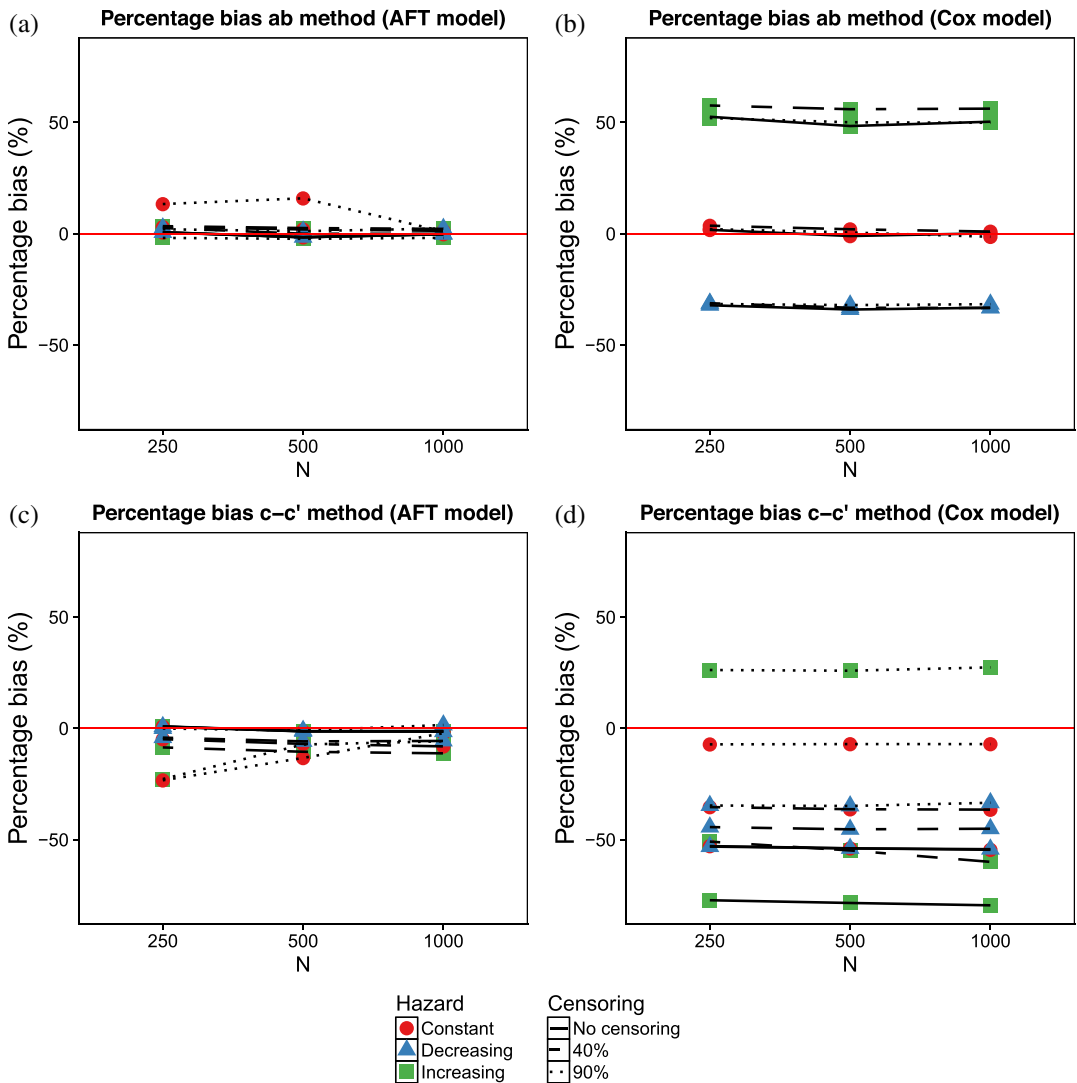 (a) Percentage bias ab method (AFT model)
Percentage bias (%)
50
0
−50
250 500 1000
N
(b) Percentage bias ab method (Cox model)
Percentage bias (%)
50
0
−50
250 500 1000
N
(c) Percentage bias c−c' method (AFT model)
Percentage bias (%)
50
0
−50
250 500 1000
N
(d) Percentage bias c−c' method (Cox model)
Percentage bias (%)
50
0
−50
250 500 1000
N
Hazard
Constant
Decreasing
Increasing
Censoring
No censoring
40%
90%